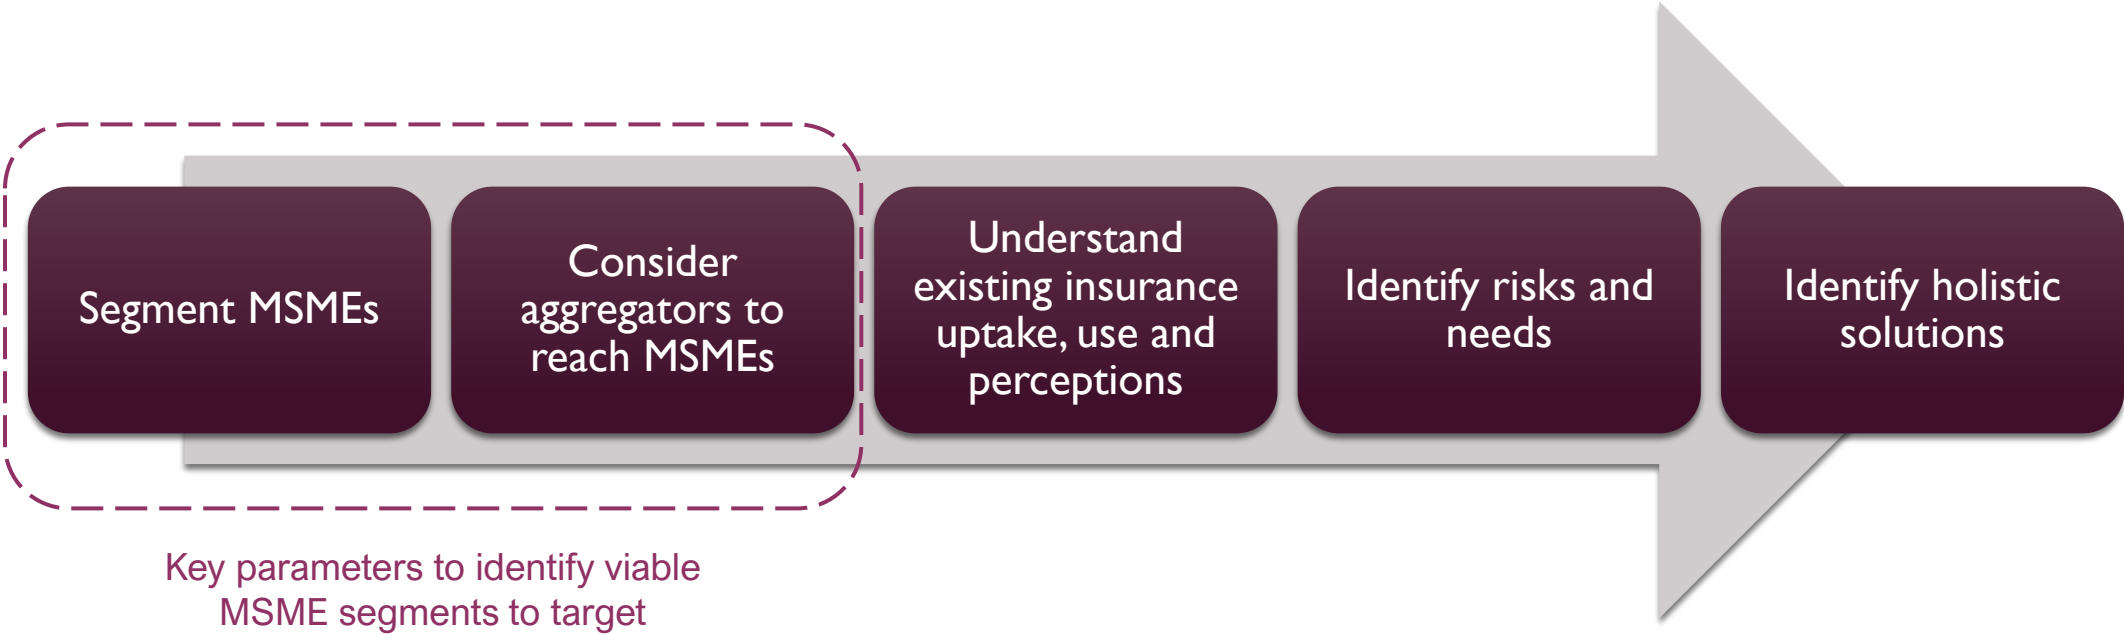 Segment MSMEs
Consider
aggregators to
reach MSMEs
Understand
existing insurance
uptake, use and
perceptions
Identify risks and
needs
Identify holistic
solutions
Key parameters to identify viable
MSME segments to target